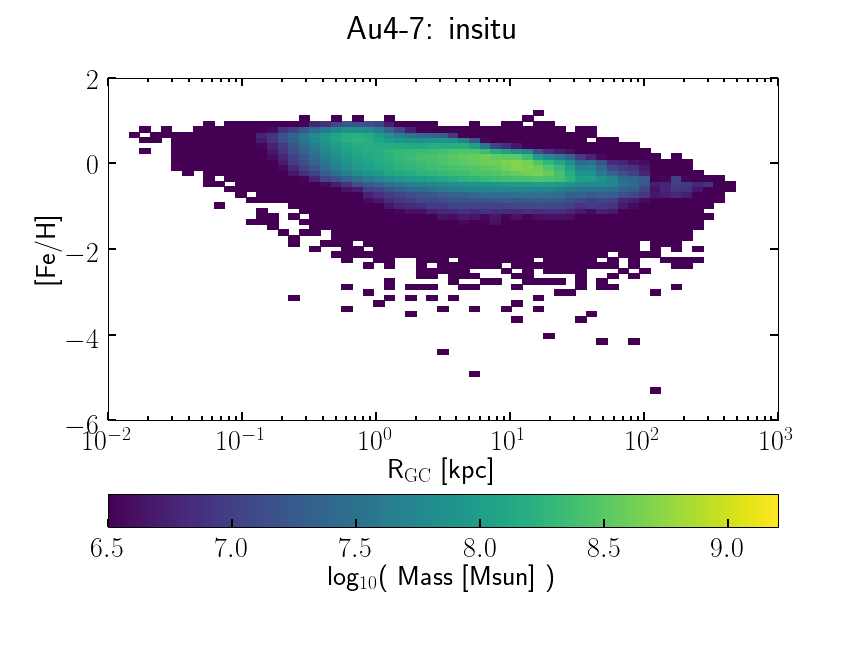 Au4-7: insitu
2
0
−2
−4
−6
[Fe/H]
10⁻² 10⁻¹ 10⁰ 10¹ 10² 10³
R_GC [kpc]
6.5 7.0 7.5 8.0 8.5 9.0
log₁₀( Mass [Msun] )